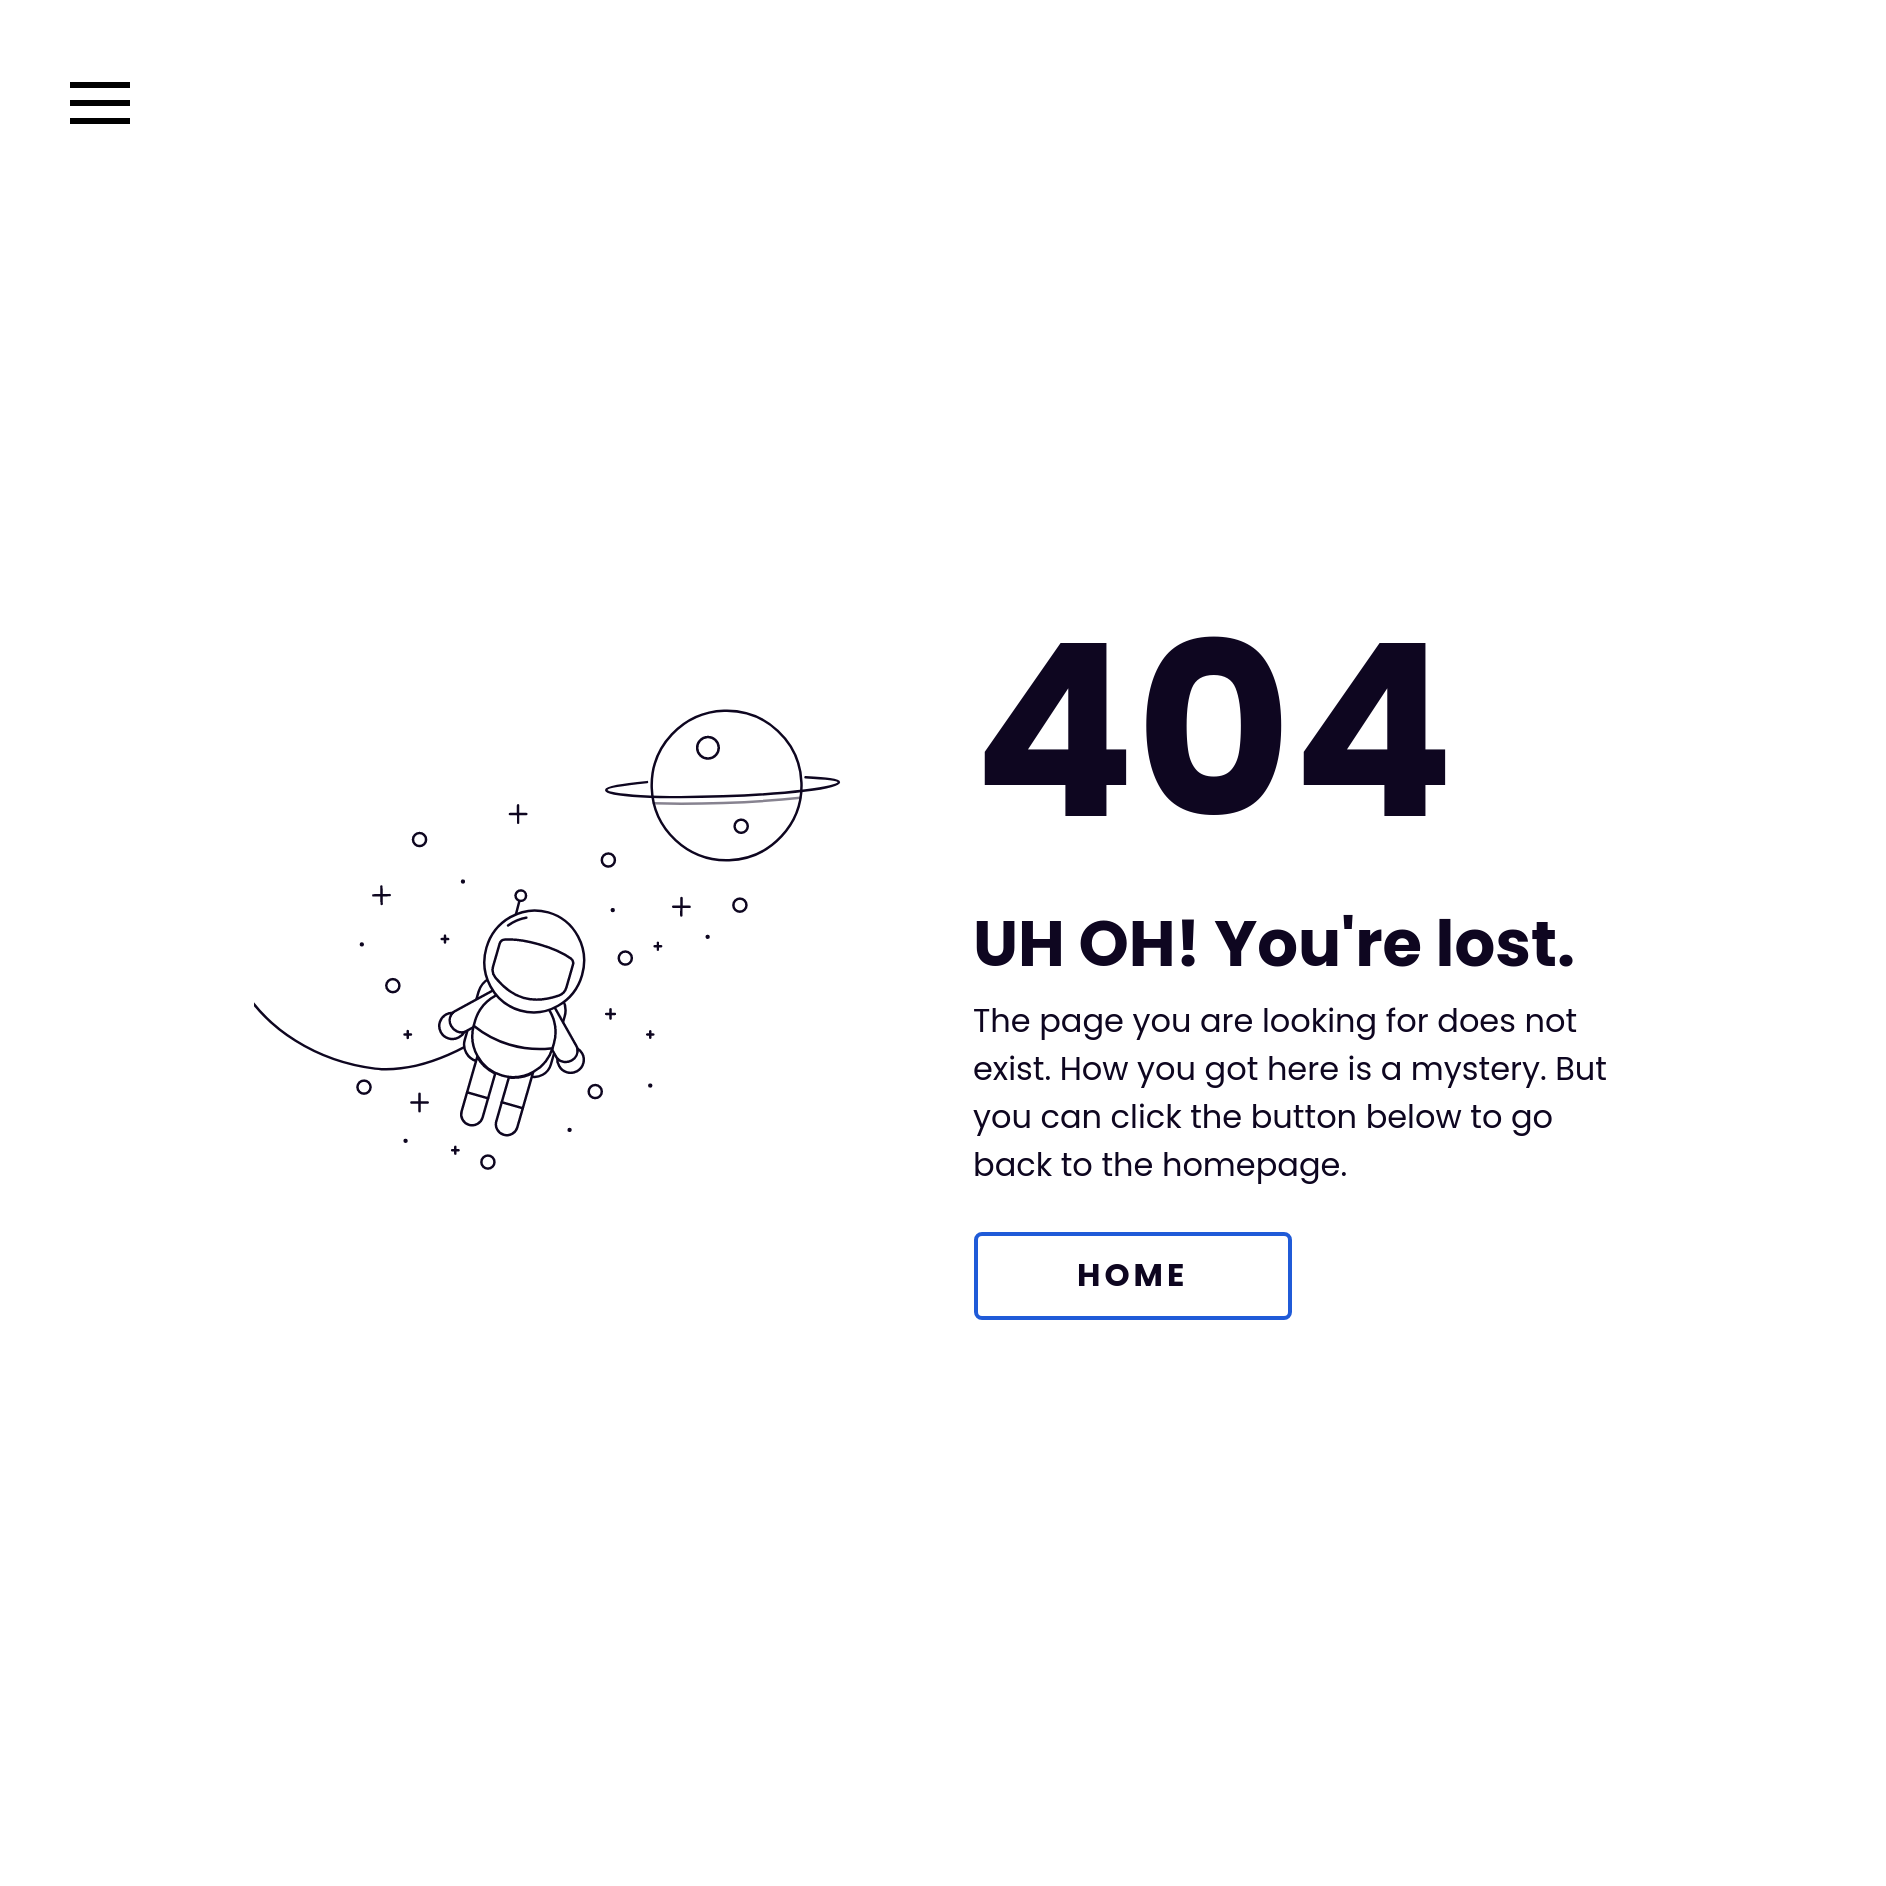 404
UH OH! You're lost.
The page you are looking for does not
exist. How you got here is a mystery. But
you can click the button below to go
back to the homepage.
HOME